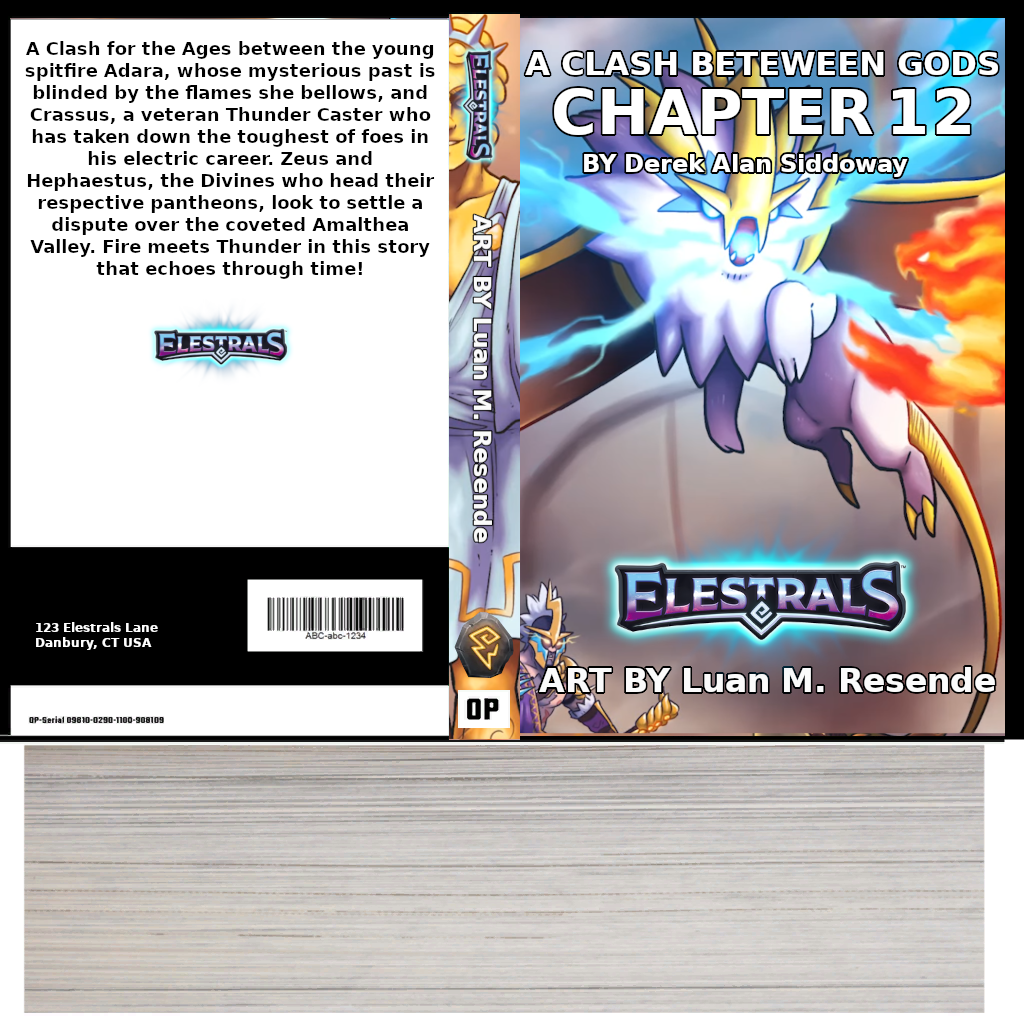 A Clash for the Ages between the young
spitfire Adara, whose mysterious past is
blinded by the flames she bellows, and
Crassus, a veteran Thunder Caster who
has taken down the toughest of foes in
his electric career. Zeus and
Hephaestus, the Divines who head their
respective pantheons, look to settle a
dispute over the coveted Amalthea
Valley. Fire meets Thunder in this story
that echoes through time!
ELESTRALS
123 Elestrals Lane
Danbury, CT USA
ABC-abc-1234
OP-Serial 09810-0290-1100-908109
ELESTRALS
ART BY Luan M. Resende
OP
A CLASH BETEWEEN GODS
CHAPTER 12
BY Derek Alan Siddoway
ELESTRALS™
ART BY Luan M. Resende